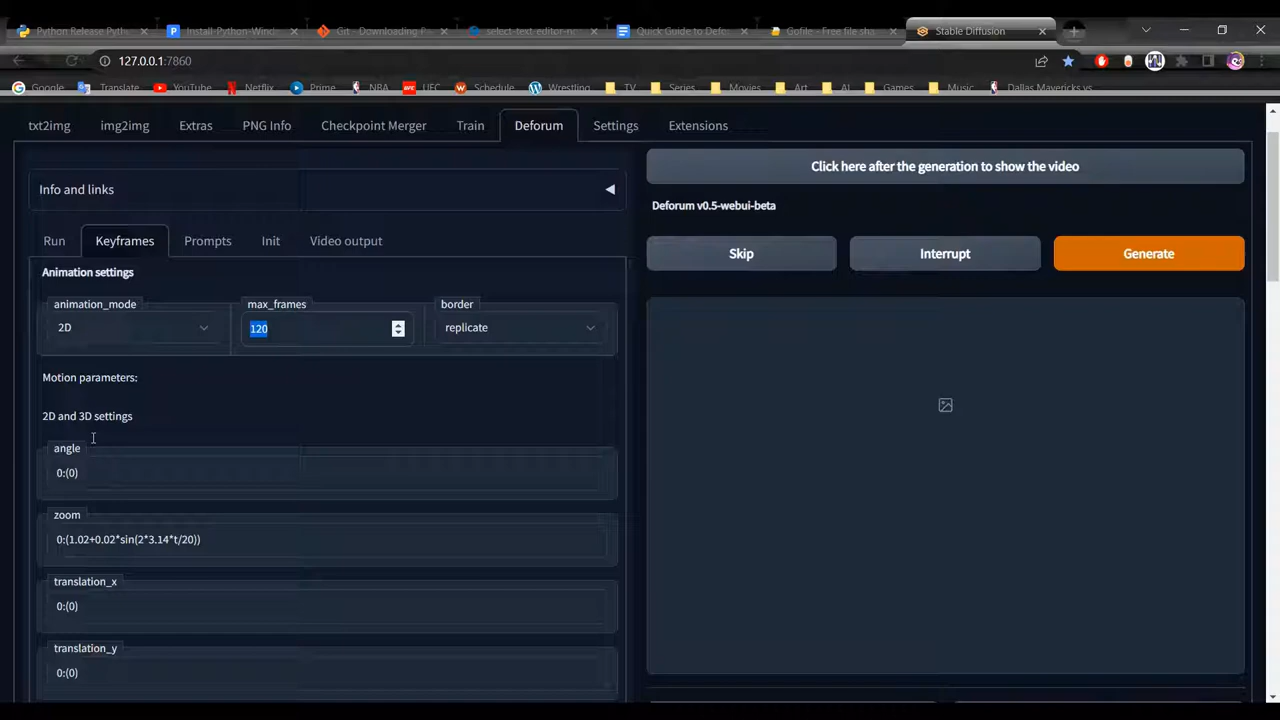 Python Release Pyth
Install-Python-Wind
Git - Downloading P
select-text-editor-no
Quick Guide to Defo
Gofile - Free file sha
Stable Diffusion
127.0.0.1:7860
Google
Translate
YouTube
Netflix
Prime
NBA
UFC
Schedule
Wrestling
TV
Series
Movies
Art
AI
Games
Music
Dallas Mavericks vs
txt2img
img2img
Extras
PNG Info
Checkpoint Merger
Train
Deforum
Settings
Extensions
Info and links
Click here after the generation to show the video
Deforum v0.5-webui-beta
Run
Keyframes
Prompts
Init
Video output
Skip
Interrupt
Generate
Animation settings
animation_mode
max_frames
border
2D
120
replicate
Motion parameters:
2D and 3D settings
angle
0:(0)
zoom
0:(1.02+0.02*sin(2*3.14*t/20))
translation_x
0:(0)
translation_y
0:(0)